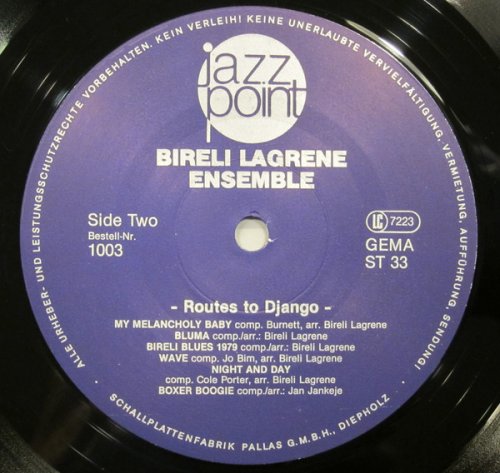 ALLE URHEBER- UND LEISTUNGSSCHUTZRECHTE VORBEHALTEN. KEIN VERLEIH! KEINE UNERLAUBTE VERVIELFÄLTIGUNG, VERMIETUNG, AUFFÜHRUNG, SENDUNG!
jazz
point
BIRELI LAGRENE
ENSEMBLE
Side Two
Bestell-Nr.
1003
LC 7223
GEMA
ST 33
- Routes to Django -
MY MELANCHOLY BABY comp. Burnett, arr. Bireli Lagrene
BLUMA comp./arr.: Bireli Lagrene
BIRELI BLUES 1979 comp./arr.: Bireli Lagrene
WAVE comp. Jo Bim, arr. Bireli Lagrene
NIGHT AND DAY
comp. Cole Porter, arr. Bireli Lagrene
BOXER BOOGIE comp./arr.: Jan Jankeje
SCHALLPLATTENFABRIK PALLAS G.M.B.H., DIEPHOLZ